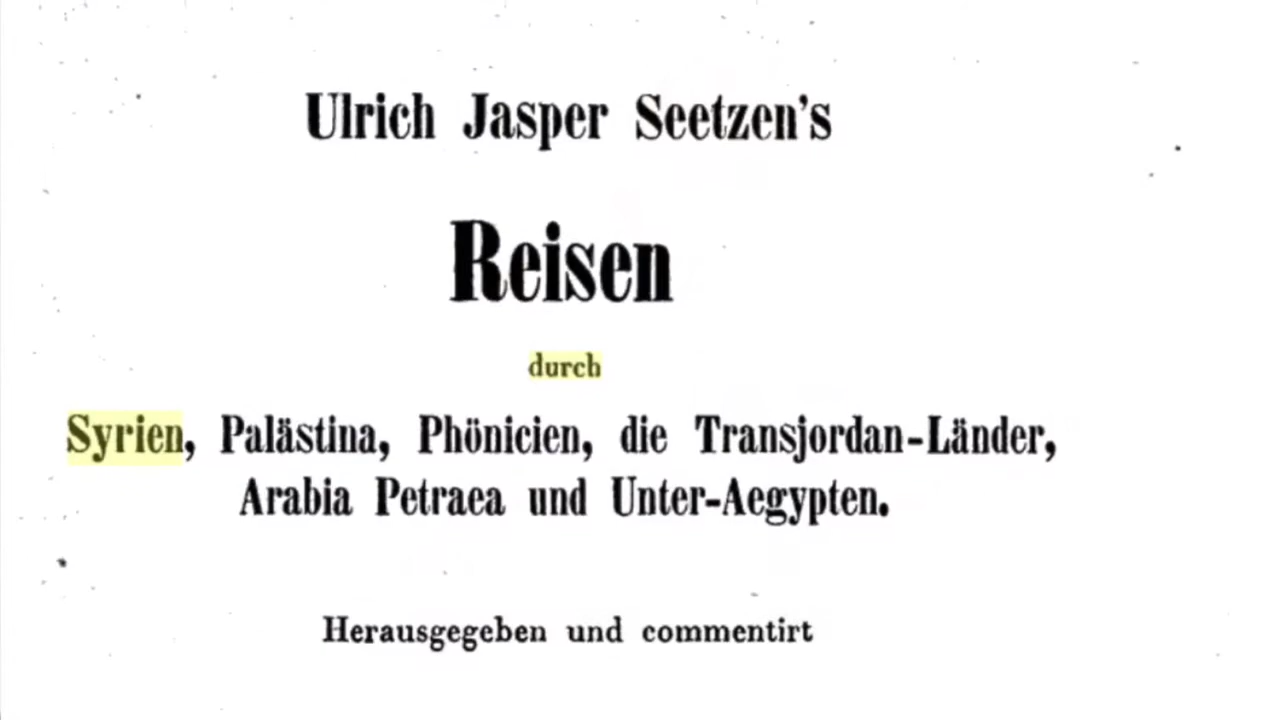 Ulrich Jasper Seetzen's
Reisen
durch
Syrien, Palästina, Phönicien, die Transjordan-Länder,
Arabia Petraea und Unter-Aegypten.
Herausgegeben und commentirt